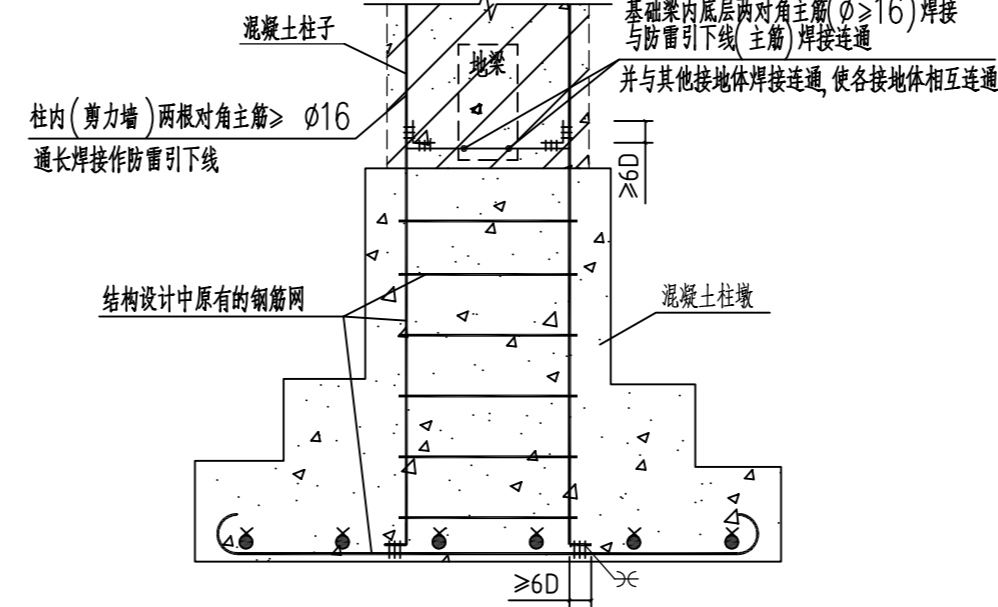 基础梁内底层两对角主筋(Ø≥16)焊接
与防雷引下线(主筋)焊接连通
并与其他接地体焊接连通,使各接地体相互连通
混凝土柱子
地梁
柱内(剪力墙)两根对角主筋≥ Ø16
通长焊接作防雷引下线
≥6D
结构设计中原有的钢筋网
混凝土柱墩
≥6D